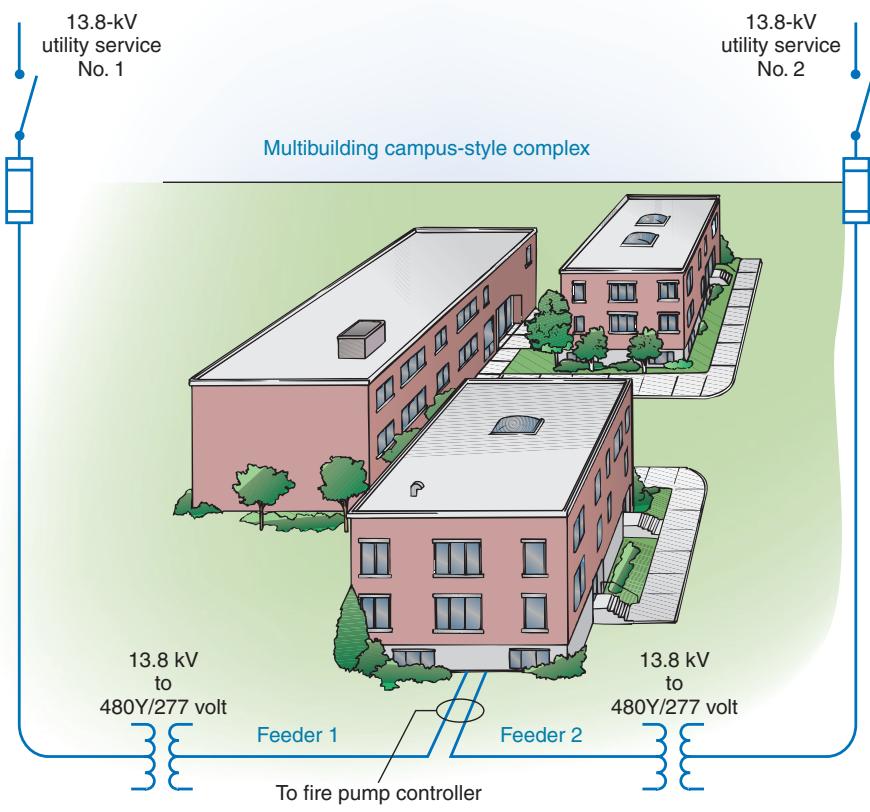 13.8-kV
utility service
No. 1
13.8-kV
utility service
No. 2
Multibuilding campus-style complex
13.8 kV
to
480Y/277 volt
13.8 kV
to
480Y/277 volt
Feeder 1
Feeder 2
To fire pump controller